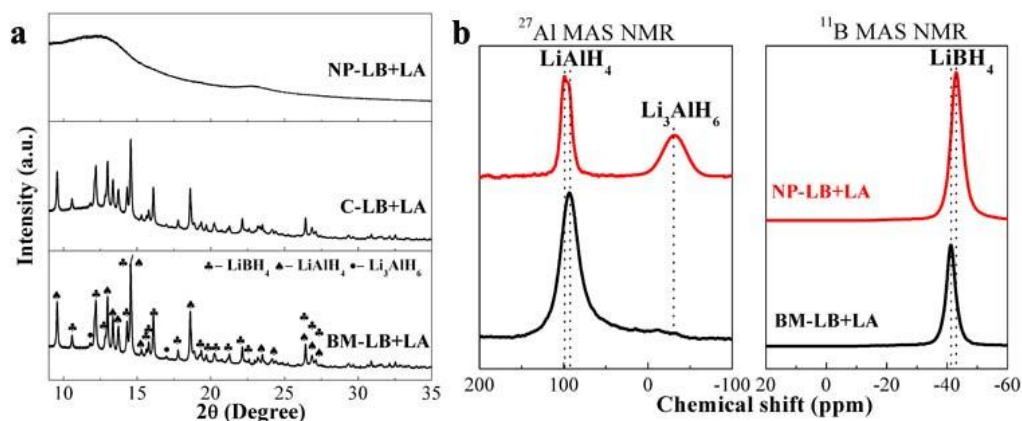 a
NP-LB+LA
C-LB+LA
♣– LiBH₄ ♠– LiAlH₄ •– Li₃AlH₆
BM-LB+LA
Intensity (a.u.)
10 15 20 25 30 35
2θ (Degree)
b
²⁷Al MAS NMR
LiAlH₄
Li₃AlH₆
200 100 0 -100
¹¹B MAS NMR
LiBH₄
NP-LB+LA
BM-LB+LA
20 0 -20 -40 -60
Chemical shift (ppm)